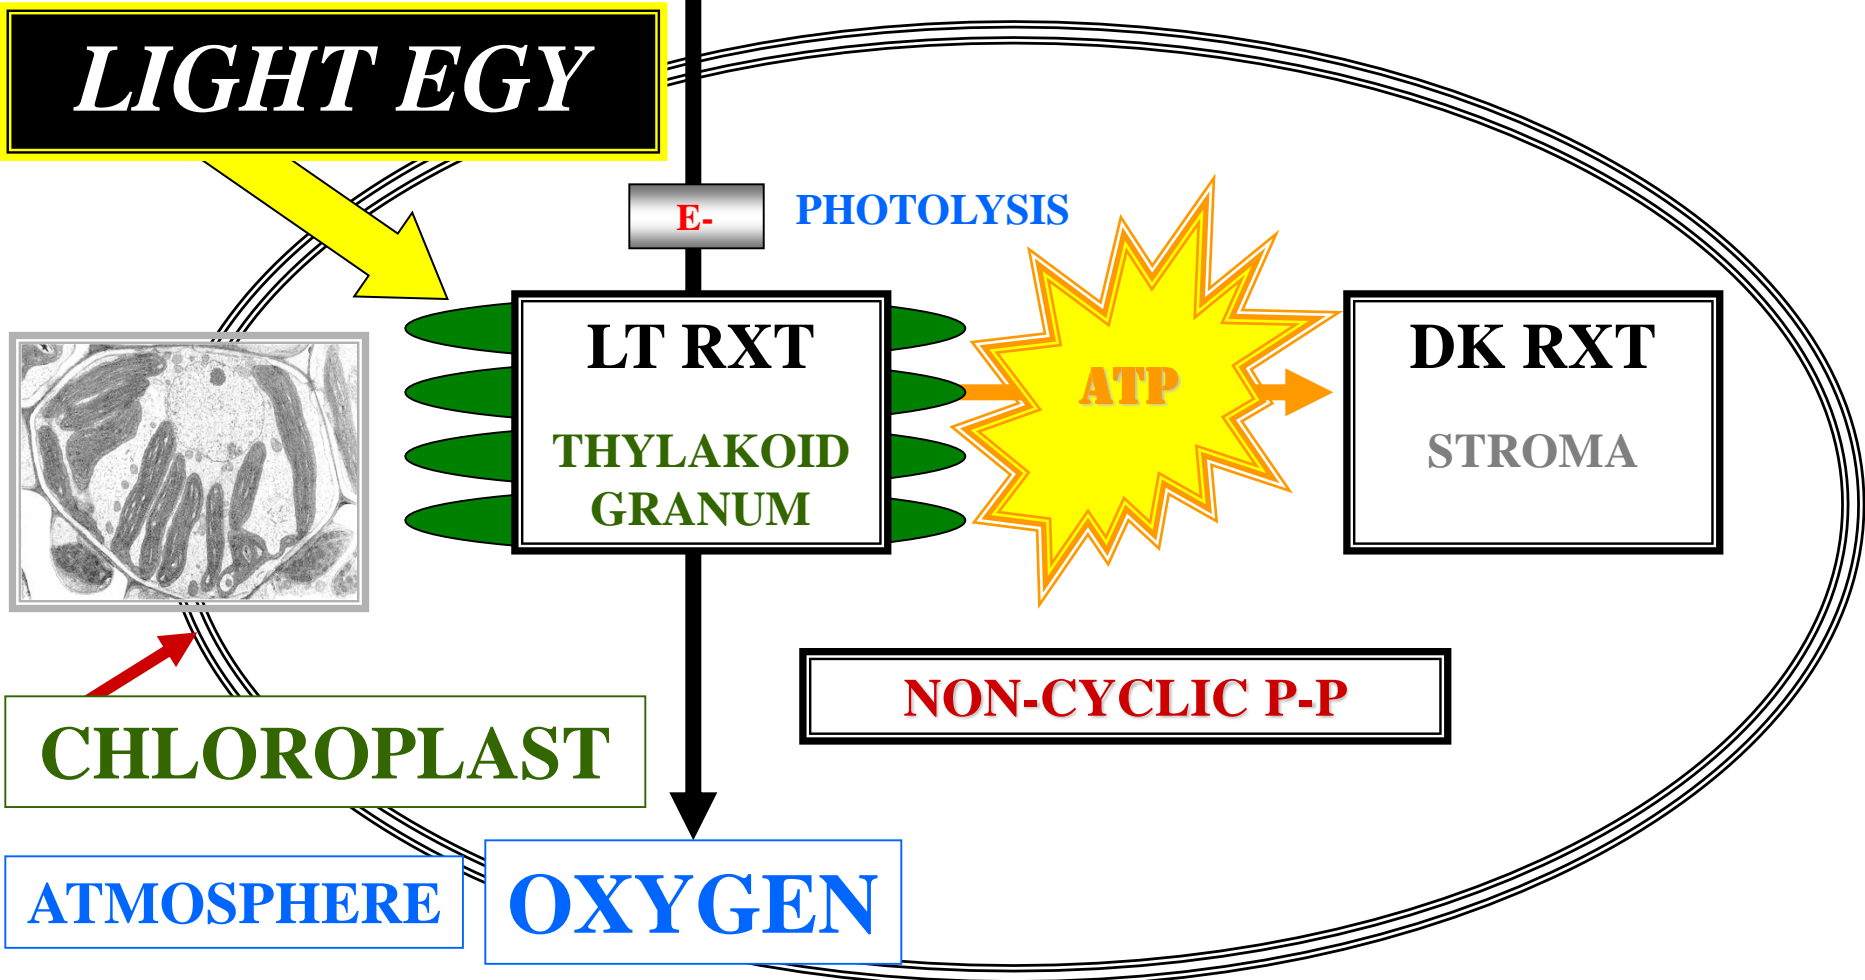 LIGHT EGY
E-
PHOTOLYSIS
LT RXT
THYLAKOID
GRANUM
ATP
DK RXT
STROMA
NON-CYCLIC P-P
CHLOROPLAST
ATMOSPHERE
OXYGEN